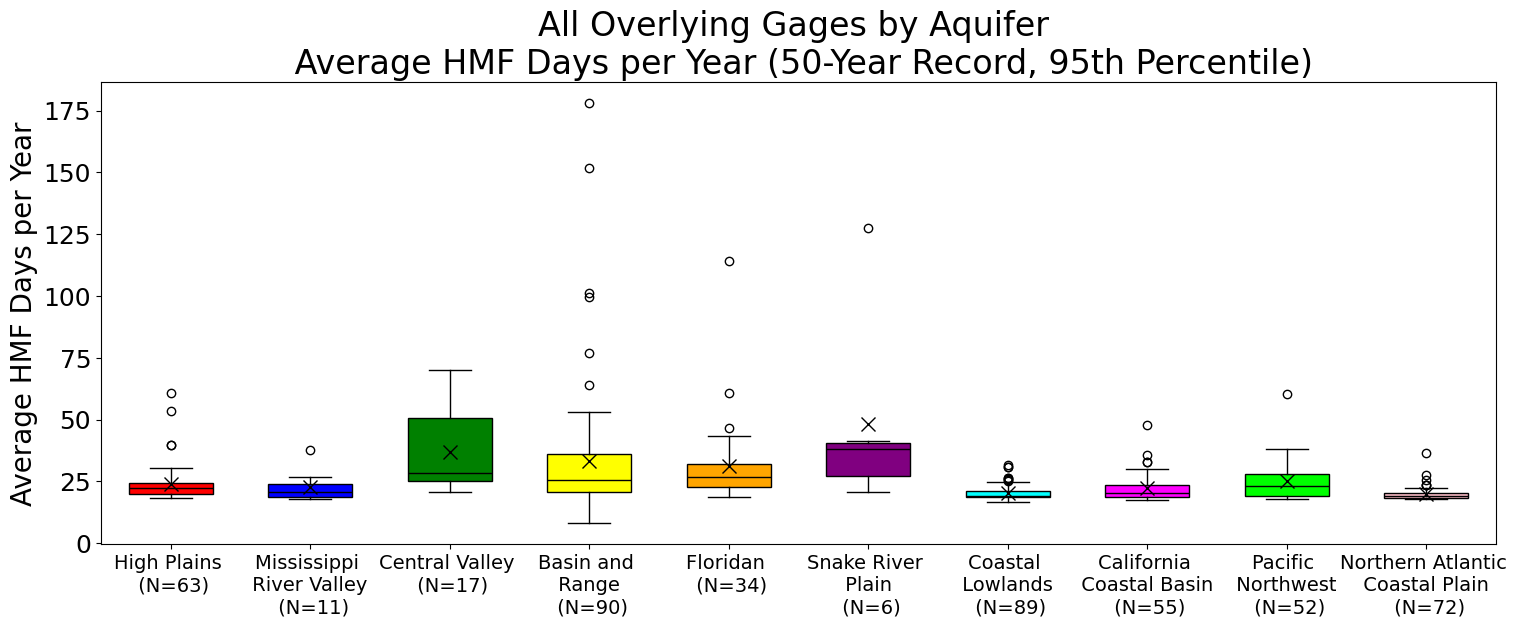 All Overlying Gages by Aquifer
Average HMF Days per Year (50-Year Record, 95th Percentile)
Average HMF Days per Year
175
150
125
100
75
50
25
0
High Plains
(N=63)
Mississippi
River Valley
(N=11)
Central Valley
(N=17)
Basin and
Range
(N=90)
Floridan
(N=34)
Snake River
Plain
(N=6)
Coastal
Lowlands
(N=89)
California
Coastal Basin
(N=55)
Pacific
Northwest
(N=52)
Northern Atlantic
Coastal Plain
(N=72)